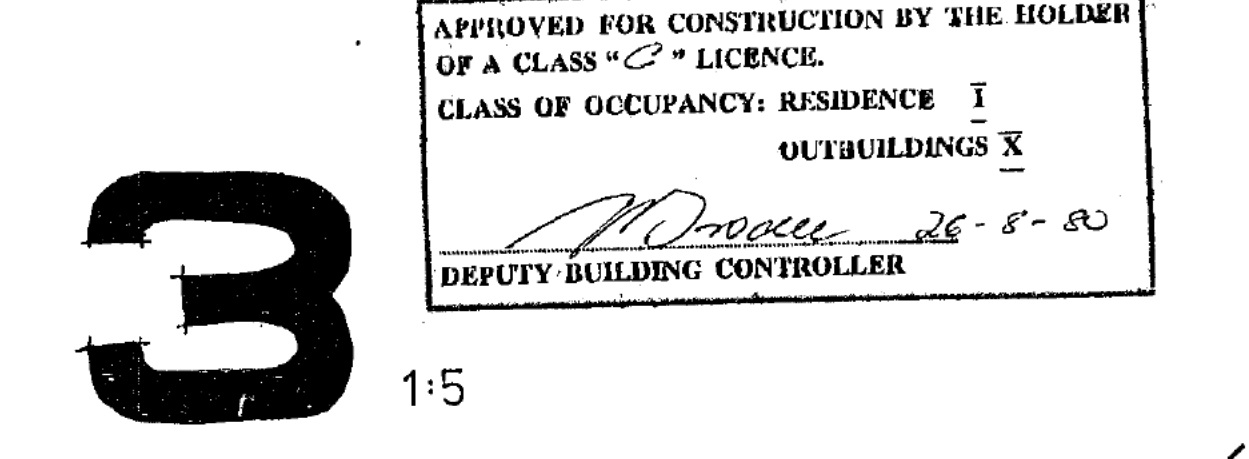 APPROVED FOR CONSTRUCTION BY THE HOLDER
OF A CLASS "C" LICENCE.
CLASS OF OCCUPANCY: RESIDENCE I
OUTBUILDINGS X
26-8-80
DEPUTY BUILDING CONTROLLER
3
1:5